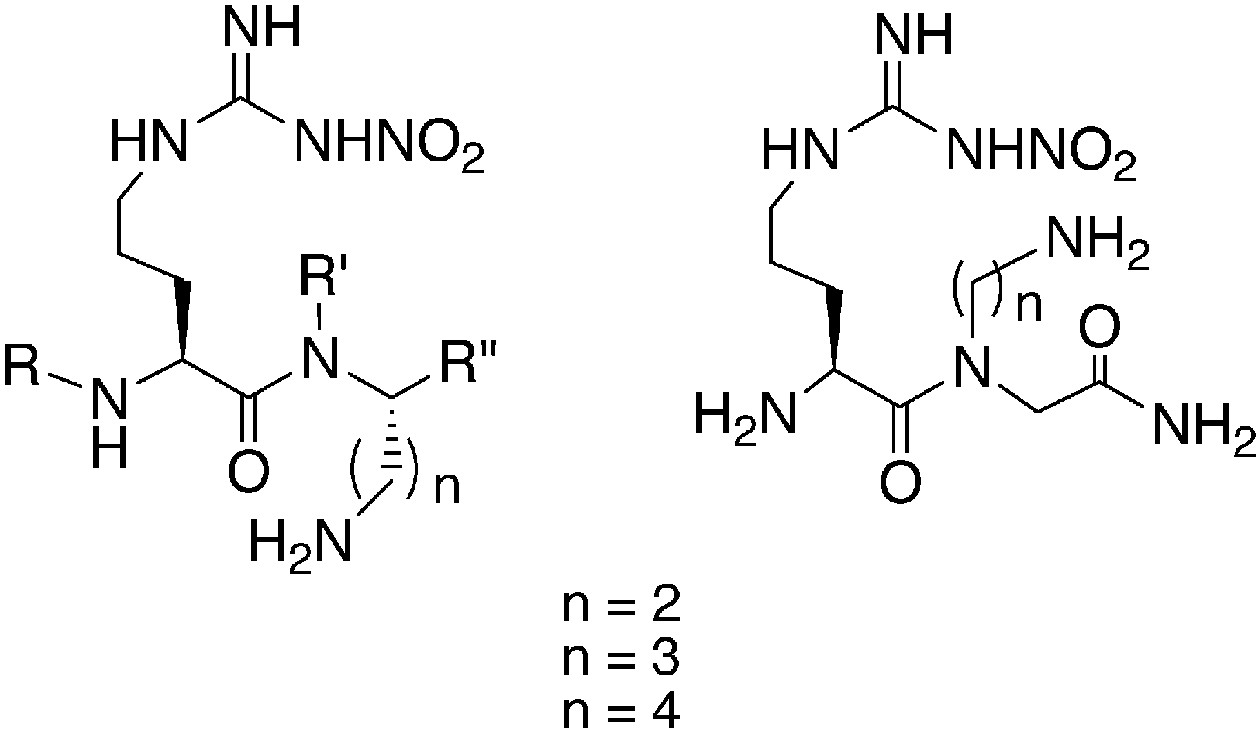 NH
HN NHNO2
R'
R N R"
N
H
O
( )n
H2N
NH
HN NHNO2
NH2
( )n
O
N
H2N NH2
O
n = 2
n = 3
n = 4